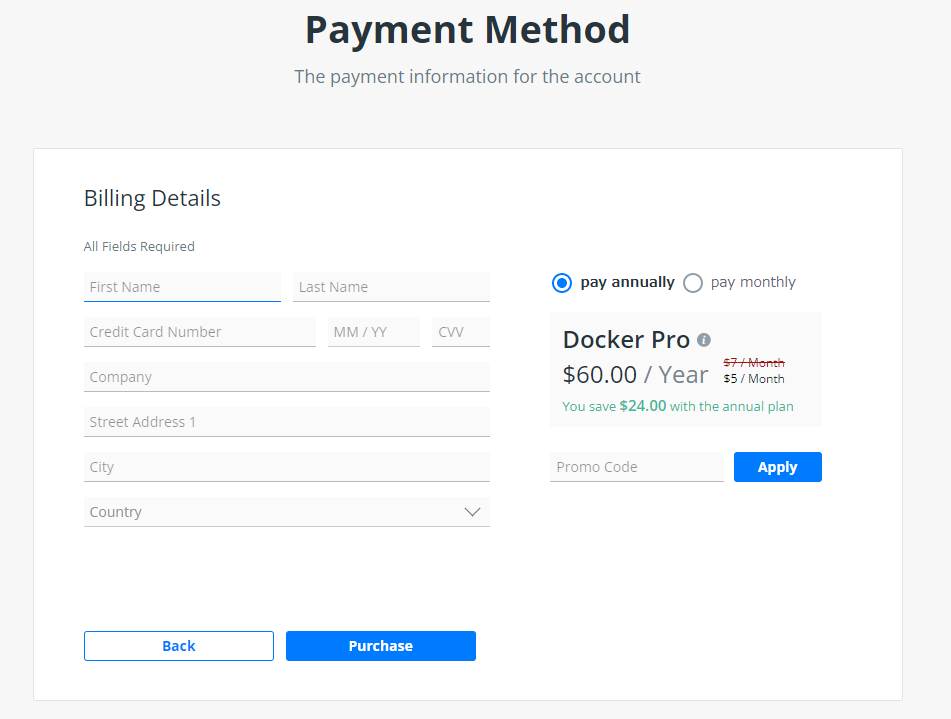 Payment Method
The payment information for the account
Billing Details
All Fields Required
First Name Last Name
Credit Card Number MM / YY CVV
Company
Street Address 1
City
Country
Back Purchase
pay annually pay monthly
Docker Pro i
$60.00 / Year
$7 / Month
$5 / Month
You save $24.00 with the annual plan
Promo Code Apply